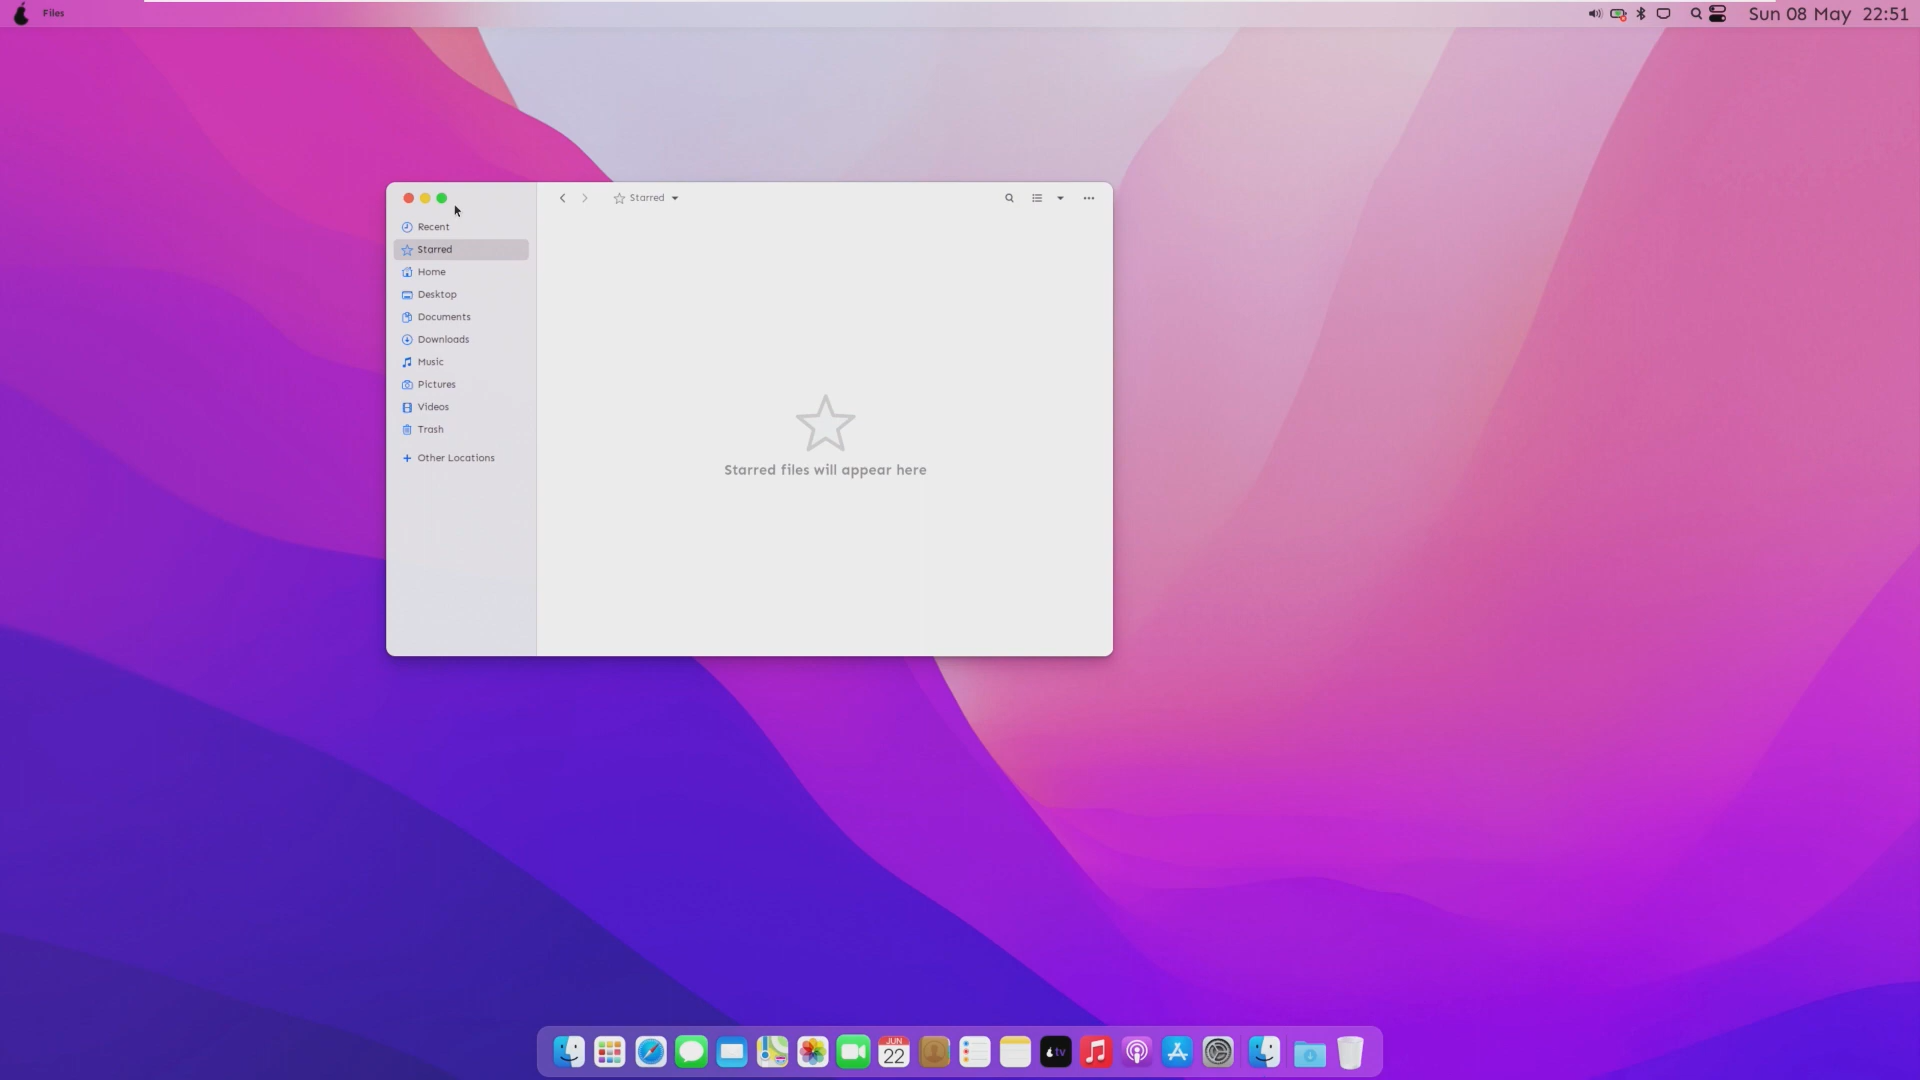 Files
Sun 08 May 22:51
Starred
Recent
Starred
Home
Desktop
Documents
Downloads
Music
Pictures
Videos
Trash
Other Locations
Starred files will appear here
JUN
22
tv